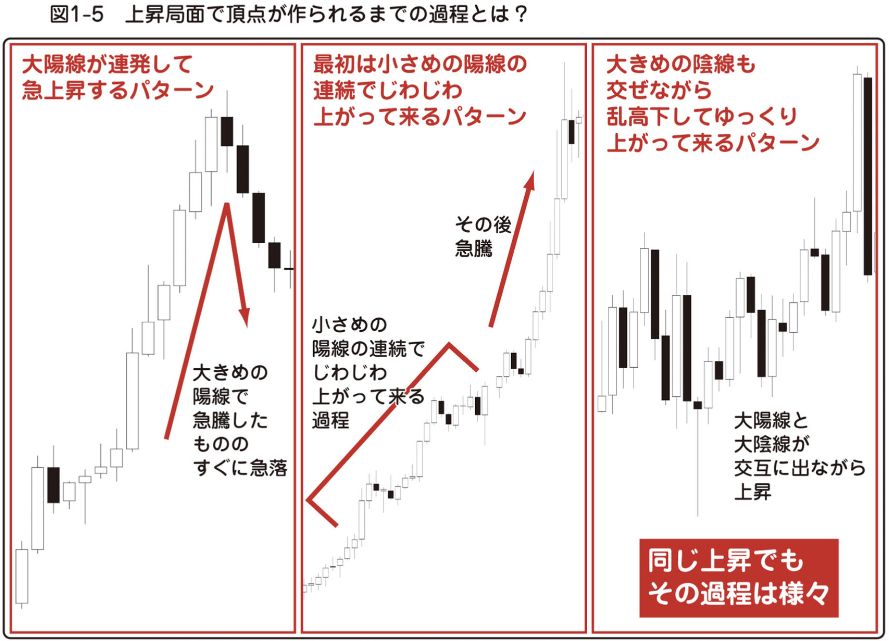 図1-5 上昇局面で頂点が作られるまでの過程とは？
大陽線が連発して
急上昇するパターン
大きめの
陽線で
急騰した
ものの
すぐに急落
最初は小さめの陽線の
連続でじわじわ
上がって来るパターン
その後
急騰
小さめの
陽線の連続で
じわじわ
上がって来る
過程
大きめの陰線も
交ぜながら
乱高下してゆっくり
上がって来るパターン
大陽線と
大陰線が
交互に出ながら
上昇
同じ上昇でも
その過程は様々